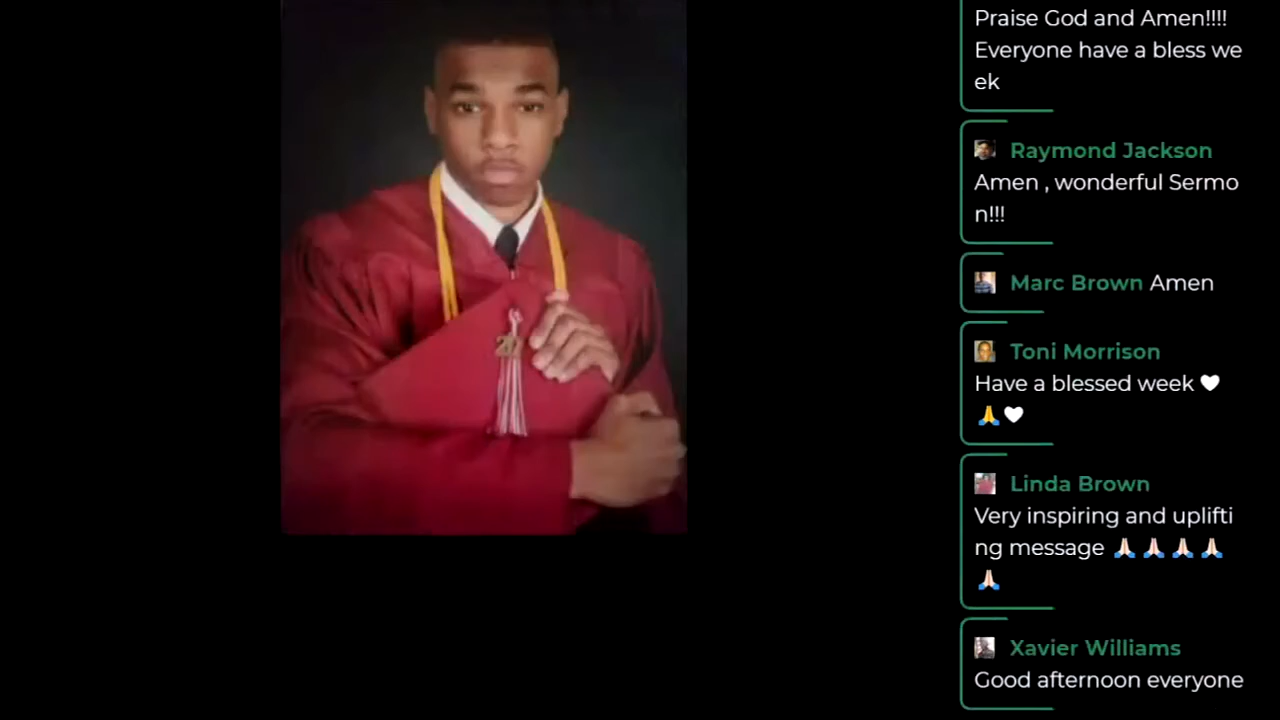 Praise God and Amen!!!!
Everyone have a bless we
ek
Raymond Jackson
Amen , wonderful Sermo
n!!!
Marc Brown Amen
Toni Morrison
Have a blessed week 🤍
🙏🤍
Linda Brown
Very inspiring and uplifti
ng message 🙏🏻🙏🏻🙏🏻🙏🏻
🙏🏻
Xavier Williams
Good afternoon everyone